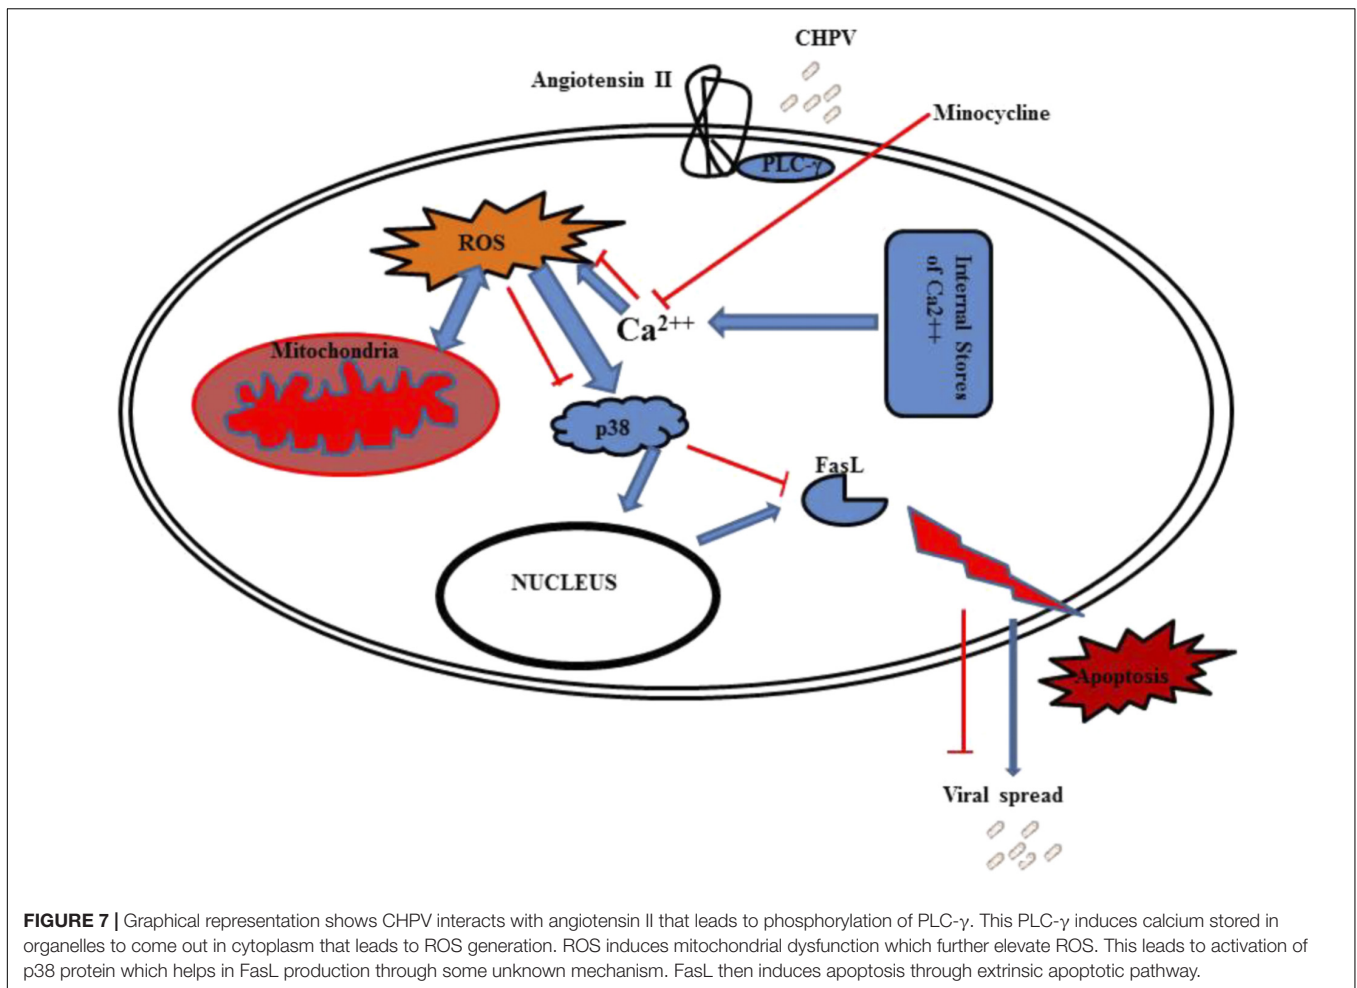 CHPV
Angiotensin II
Minocycline
PLC-γ
ROS
Internal Stores
of Ca2++
Ca2++
Mitochondria
p38
FasL
NUCLEUS
Apoptosis
Viral spread
FIGURE 7 | Graphical representation shows CHPV interacts with angiotensin II that leads to phosphorylation of PLC-γ. This PLC-γ induces calcium stored in
organelles to come out in cytoplasm that leads to ROS generation. ROS induces mitochondrial dysfunction which further elevate ROS. This leads to activation of
p38 protein which helps in FasL production through some unknown mechanism. FasL then induces apoptosis through extrinsic apoptotic pathway.